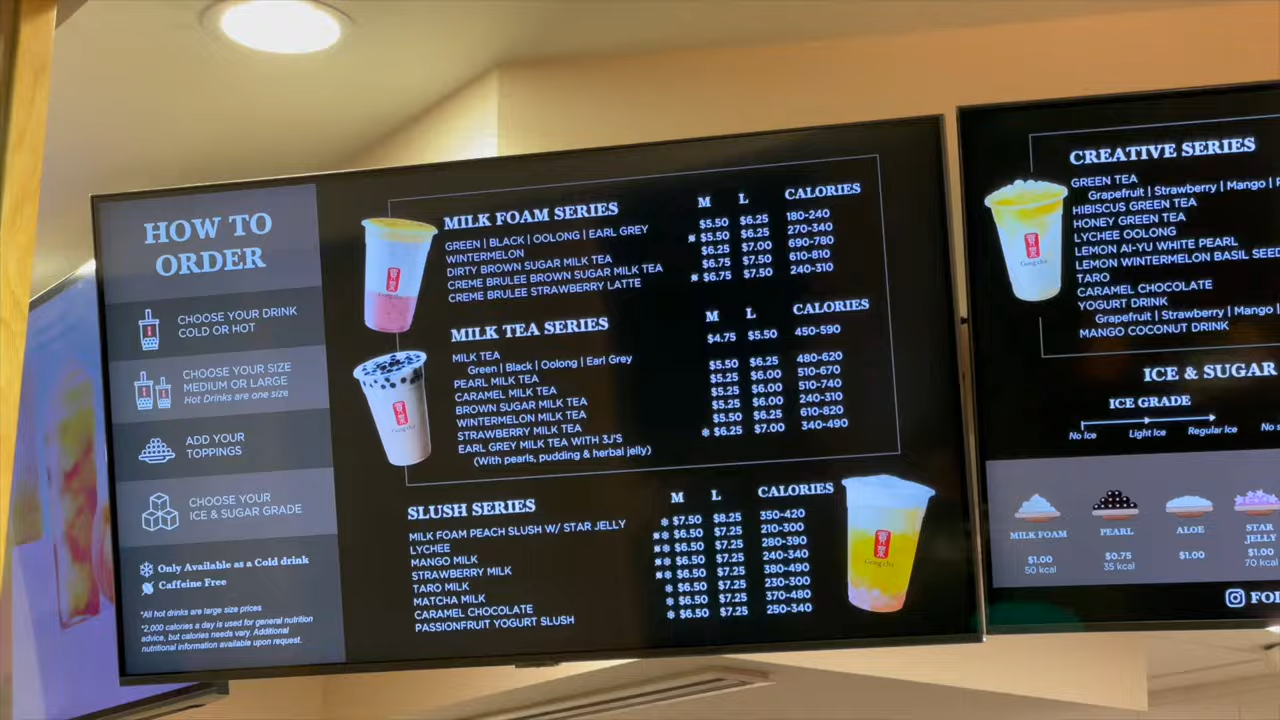 HOW TO
ORDER
CHOOSE YOUR DRINK
COLD OR HOT
CHOOSE YOUR SIZE
MEDIUM OR LARGE
Hot Drinks are one size
ADD YOUR
TOPPINGS
CHOOSE YOUR
ICE & SUGAR GRADE
Only Available as a Cold drink
Caffeine Free
*All hot drinks are large size prices
*2,000 calories a day is used for general nutrition
advice, but calories needs vary. Additional
nutritional information available upon request.
MILK FOAM SERIES M L CALORIES
GREEN | BLACK | OOLONG | EARL GREY $5.50 $6.25 180-240
WINTERMELON $5.50 $6.25 270-340
DIRTY BROWN SUGAR MILK TEA $6.25 $7.00 690-780
CREME BRULEE BROWN SUGAR MILK TEA $6.75 $7.50 610-810
CREME BRULEE STRAWBERRY LATTE $6.75 $7.50 240-310
MILK TEA SERIES M L CALORIES
MILK TEA $4.75 $5.50 450-590
Green | Black | Oolong | Earl Grey
PEARL MILK TEA $5.50 $6.25 480-620
CARAMEL MILK TEA $5.25 $6.00 510-670
BROWN SUGAR MILK TEA $5.25 $6.00 510-740
WINTERMELON MILK TEA $5.25 $6.00 240-310
STRAWBERRY MILK TEA $5.50 $6.25 610-820
EARL GREY MILK TEA WITH 3J'S $6.25 $7.00 340-490
(With pearls, pudding & herbal jelly)
SLUSH SERIES M L CALORIES
MILK FOAM PEACH SLUSH W/ STAR JELLY $7.50 $8.25 350-420
LYCHEE $6.50 $7.25 210-300
MANGO MILK $6.50 $7.25 280-390
STRAWBERRY MILK $6.50 $7.25 240-340
TARO MILK $6.50 $7.25 380-490
MATCHA MILK $6.50 $7.25 230-300
CARAMEL CHOCOLATE $6.50 $7.25 370-480
PASSIONFRUIT YOGURT SLUSH $6.50 $7.25 250-340
貢茶
Gong cha
貢茶
Gong cha
貢茶
Gong cha
CREATIVE SERIES
GREEN TEA
Grapefruit | Strawberry | Mango |
HIBISCUS GREEN TEA
HONEY GREEN TEA
LYCHEE OOLONG
LEMON AI-YU WHITE PEARL
LEMON WINTERMELON BASIL SEED
TARO
CARAMEL CHOCOLATE
YOGURT DRINK
Grapefruit | Strawberry | Mango |
MANGO COCONUT DRINK
貢茶
Gong cha
ICE & SUGAR
ICE GRADE
No Ice Light Ice Regular Ice No
MILK FOAM PEARL ALOE STAR
JELLY
$1.00 $0.75 $1.00 $1.00
50 kcal 35 kcal 70 kcal